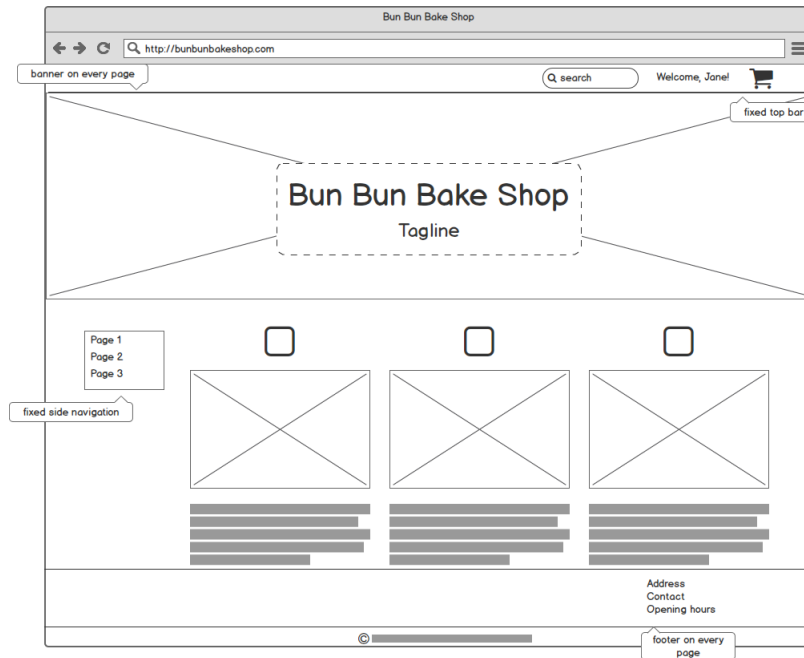 Bun Bun Bake Shop
http://bunbunbakeshop.com
banner on every page
search
Welcome, Jane!
fixed top bar
Bun Bun Bake Shop
Tagline
Page 1
Page 2
Page 3
fixed side navigation
Address
Contact
Opening hours
©
footer on every
page